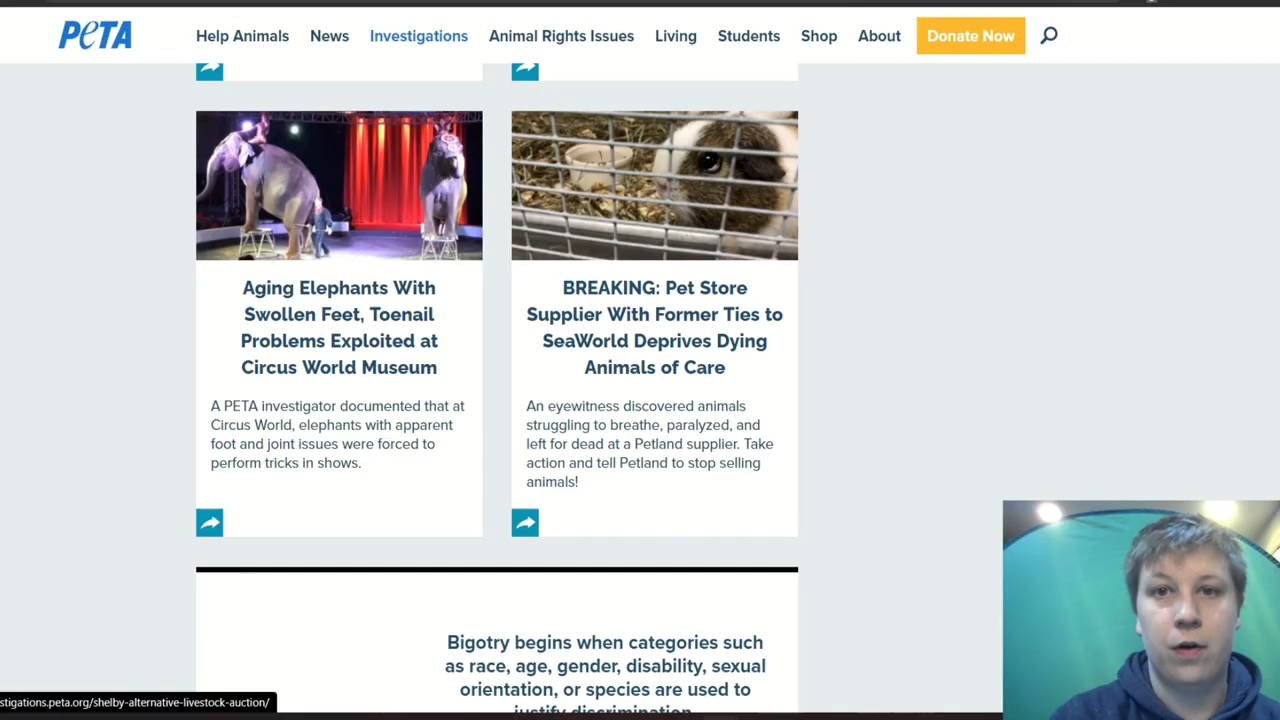 PETA
Help Animals News Investigations Animal Rights Issues Living Students Shop About Donate Now
Aging Elephants With
Swollen Feet, Toenail
Problems Exploited at
Circus World Museum
A PETA investigator documented that at
Circus World, elephants with apparent
foot and joint issues were forced to
perform tricks in shows.
BREAKING: Pet Store
Supplier With Former Ties to
SeaWorld Deprives Dying
Animals of Care
An eyewitness discovered animals
struggling to breathe, paralyzed, and
left for dead at a Petland supplier. Take
action and tell Petland to stop selling
animals!
Bigotry begins when categories such
as race, age, gender, disability, sexual
orientation, or species are used to
justify discrimination.
stigations.peta.org/shelby-alternative-livestock-auction/